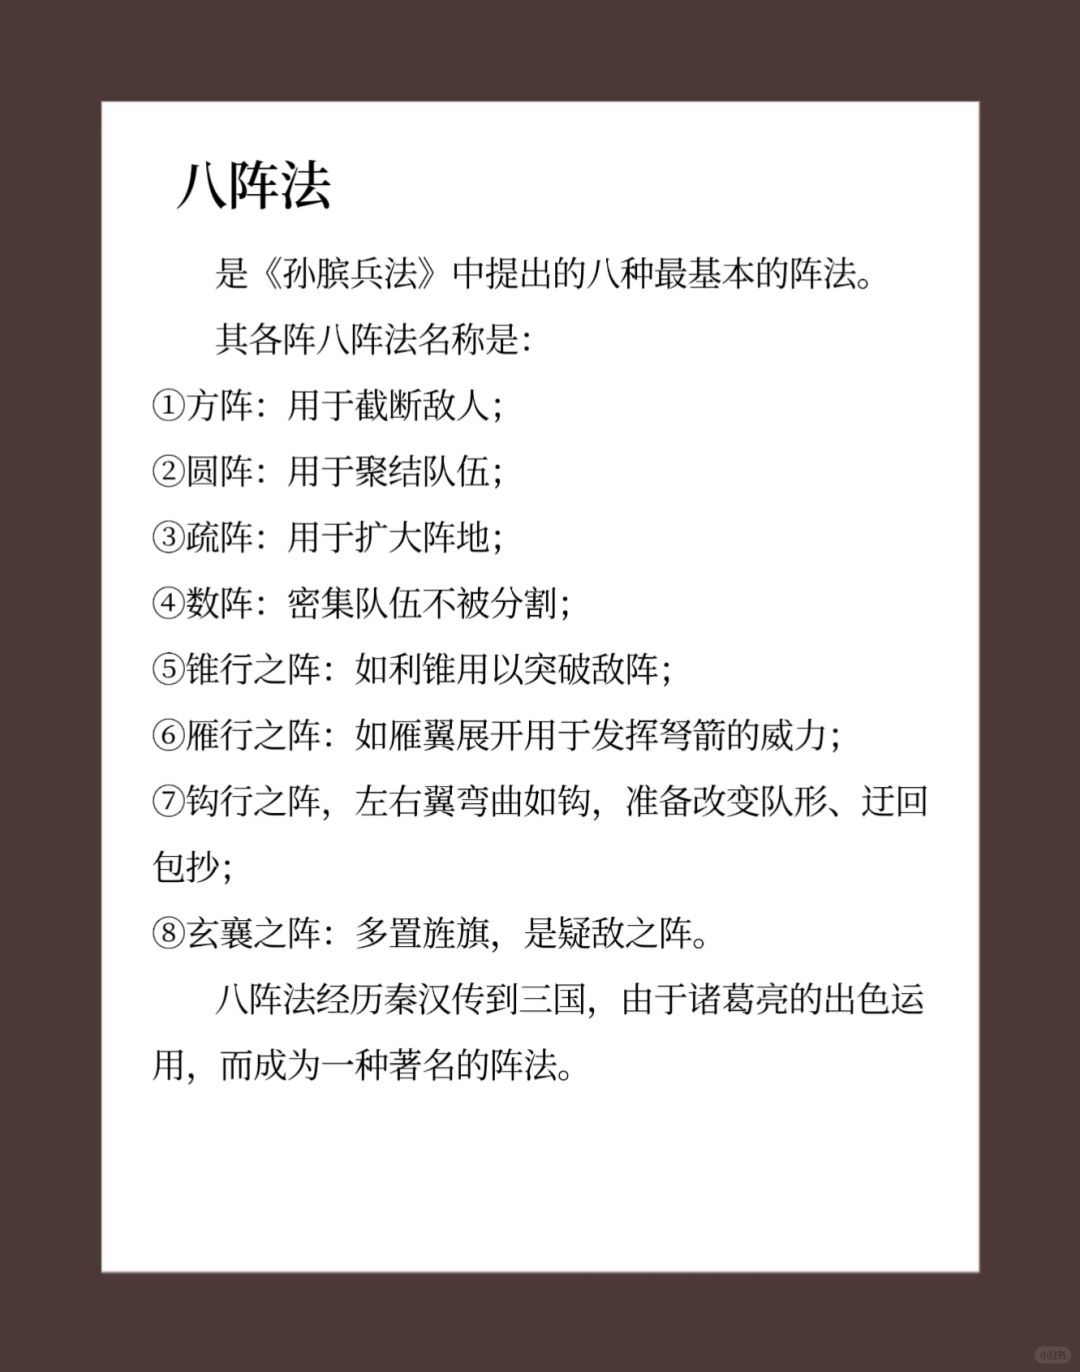 八阵法
是《孙膑兵法》中提出的八种最基本的阵法。
其各阵八阵法名称是：
①方阵：用于截断敌人；
②圆阵：用于聚结队伍；
③疏阵：用于扩大阵地；
④数阵：密集队伍不被分割；
⑤锥行之阵：如利锥用以突破敌阵；
⑥雁行之阵：如雁翼展开用于发挥弩箭的威力；
⑦钩行之阵，左右翼弯曲如钩，准备改变队形、迂回
包抄；
⑧玄襄之阵：多置旌旗，是疑敌之阵。
八阵法经历秦汉传到三国，由于诸葛亮的出色运
用，而成为一种著名的阵法。
小红书